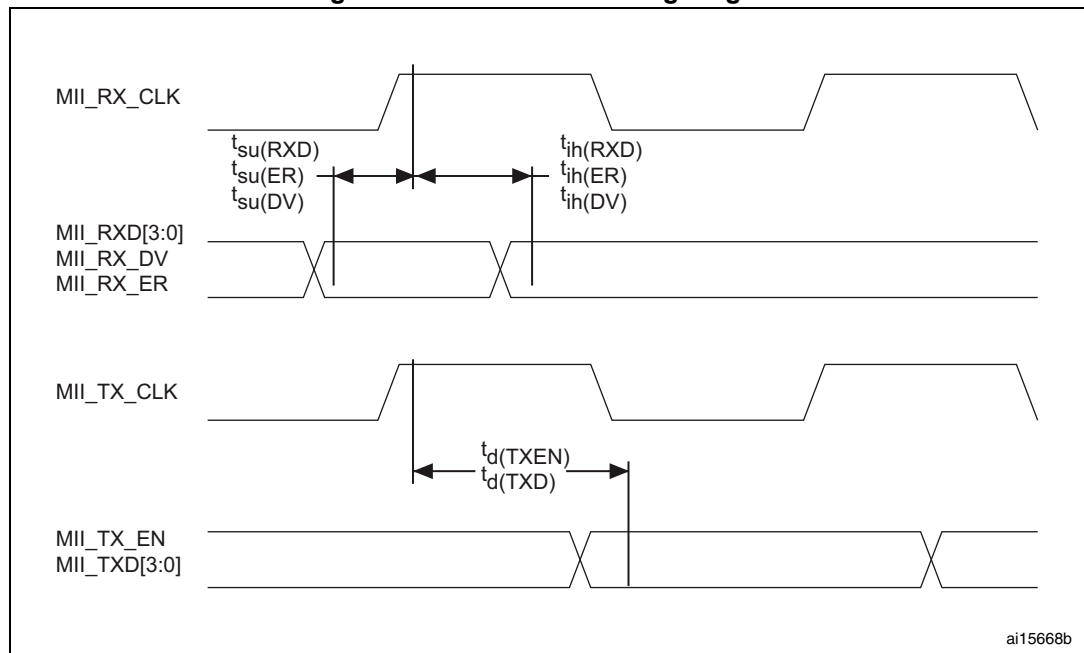 MII_RX_CLK
tsu(RXD)
tsu(ER)
tsu(DV)
tih(RXD)
tih(ER)
tih(DV)
MII_RXD[3:0]
MII_RX_DV
MII_RX_ER
MII_TX_CLK
td(TXEN)
td(TXD)
MII_TX_EN
MII_TXD[3:0]
ai15668b